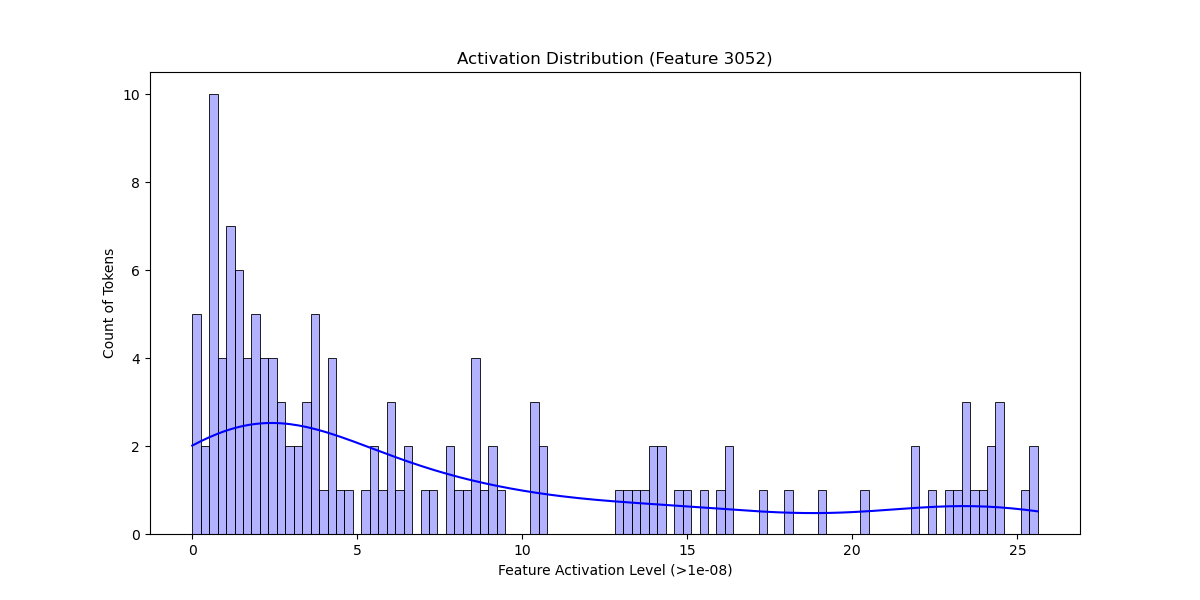 Activation Distribution (Feature 3052)
10
8
6
4
2
0
Count of Tokens
0 5 10 15 20 25
Feature Activation Level (>1e-08)